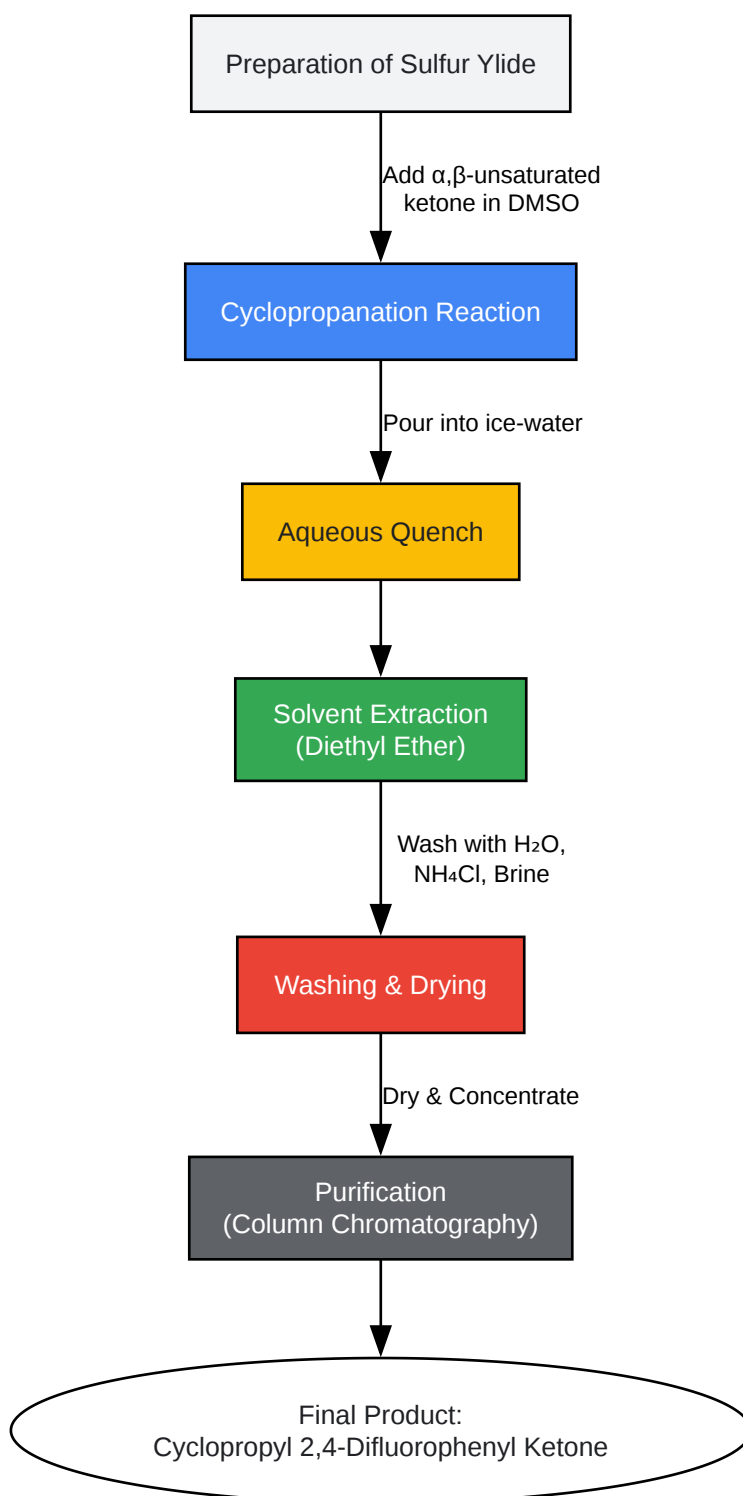 Preparation of Sulfur Ylide
Add α,β-unsaturated
ketone in DMSO
Cyclopropanation Reaction
Pour into ice-water
Aqueous Quench
Solvent Extraction
(Diethyl Ether)
Wash with H₂O,
NH₄Cl, Brine
Washing & Drying
Dry & Concentrate
Purification
(Column Chromatography)
Final Product:
Cyclopropyl 2,4-Difluorophenyl Ketone